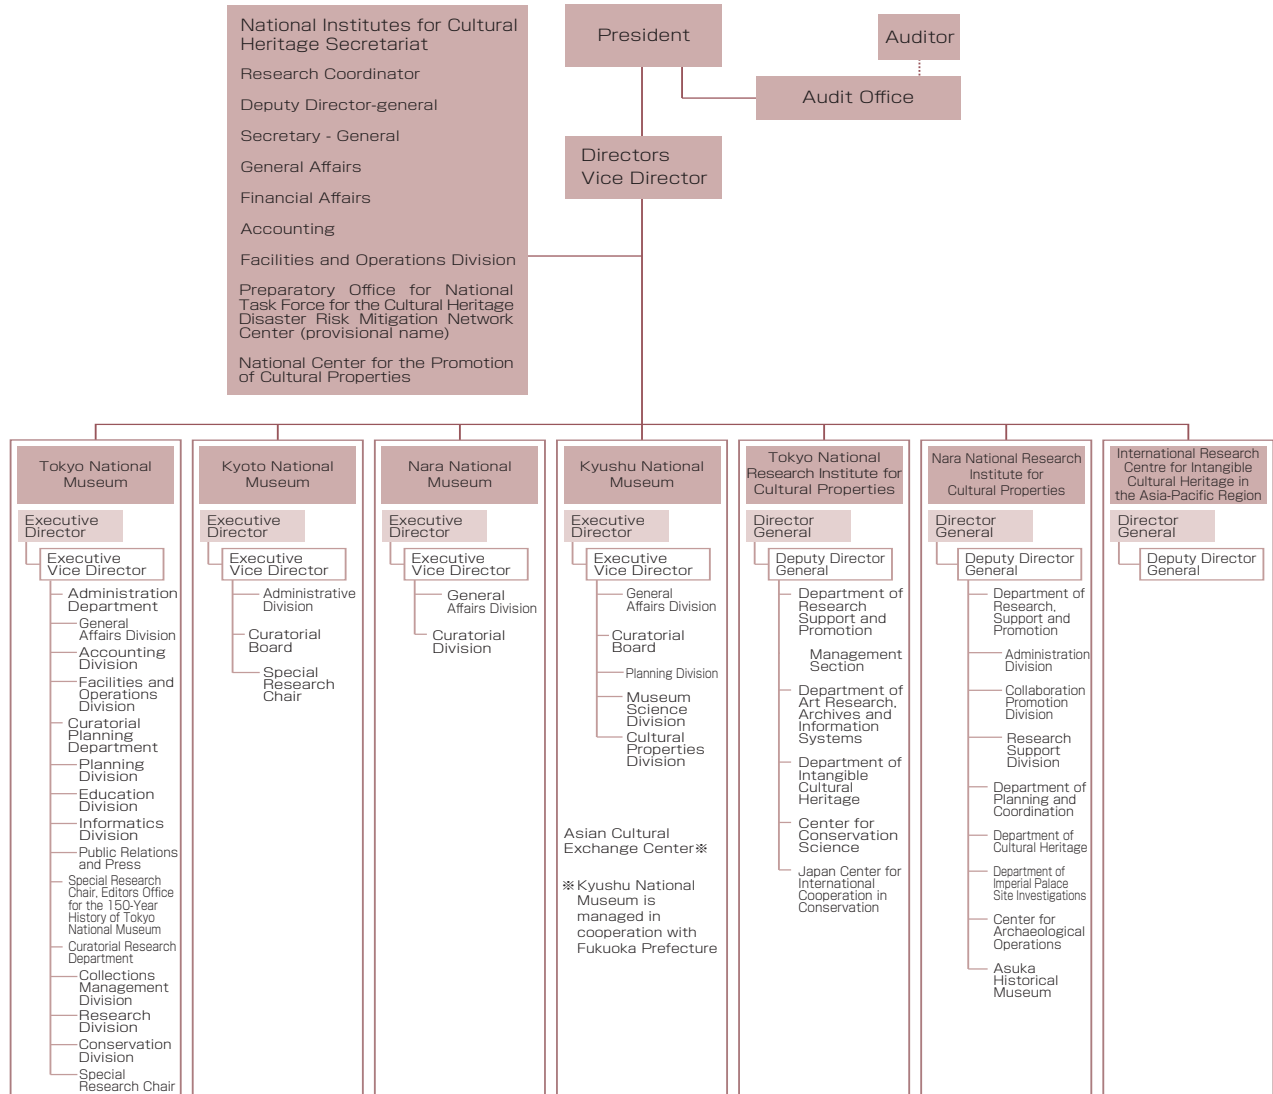 National Institutes for Cultural
Heritage Secretariat
Research Coordinator
Deputy Director-general
Secretary - General
General Affairs
Financial Affairs
Accounting
Facilities and Operations Division
Preparatory Office for National
Task Force for the Cultural Heritage
Disaster Risk Mitigation Network
Center (provisional name)
National Center for the Promotion
of Cultural Properties
President
Auditor
Audit Office
Directors
Vice Director
Tokyo National
Museum
Executive
Director
Executive
Vice Director
Administration
Department
General
Affairs Division
Accounting
Division
Facilities and
Operations
Division
Curatorial
Planning
Department
Planning
Division
Education
Division
Informatics
Division
Public Relations
and Press
Special Research
Chair, Editors Office
for the 150-Year
History of Tokyo
National Museum
Curatorial Research
Department
Collections
Management
Division
Research
Division
Conservation
Division
Special
Research Chair
Kyoto National
Museum
Executive
Director
Executive
Vice Director
Administrative
Division
Curatorial
Board
Special
Research
Chair
Nara National
Museum
Executive
Director
Executive
Vice Director
General
Affairs Division
Curatorial
Division
Kyushu National
Museum
Executive
Director
Executive
Vice Director
General
Affairs Division
Curatorial
Board
Planning Division
Museum
Science
Division
Cultural
Properties
Division
Asian Cultural
Exchange Center※
※Kyushu National
Museum is
managed in
cooperation with
Fukuoka Prefecture
Tokyo National
Research Institute for
Cultural Properties
Director
General
Deputy Director
General
Department of
Research
Support and
Promotion
Management
Section
Department of
Art Research,
Archives and
Information
Systems
Department of
Intangible
Cultural
Heritage
Center for
Conservation
Science
Japan Center for
International
Cooperation in
Conservation
Nara National Research
Institute for
Cultural Properties
Director
General
Deputy Director
General
Department of
Research,
Support and
Promotion
Administration
Division
Collaboration
Promotion
Division
Research
Support
Division
Department of
Planning and
Coordination
Department of
Cultural Heritage
Department of
Imperial Palace
Site Investigations
Center for
Archaeological
Operations
Asuka
Historical
Museum
International Research
Centre for Intangible
Cultural Heritage in
the Asia-Pacific Region
Director
General
Deputy Director
General